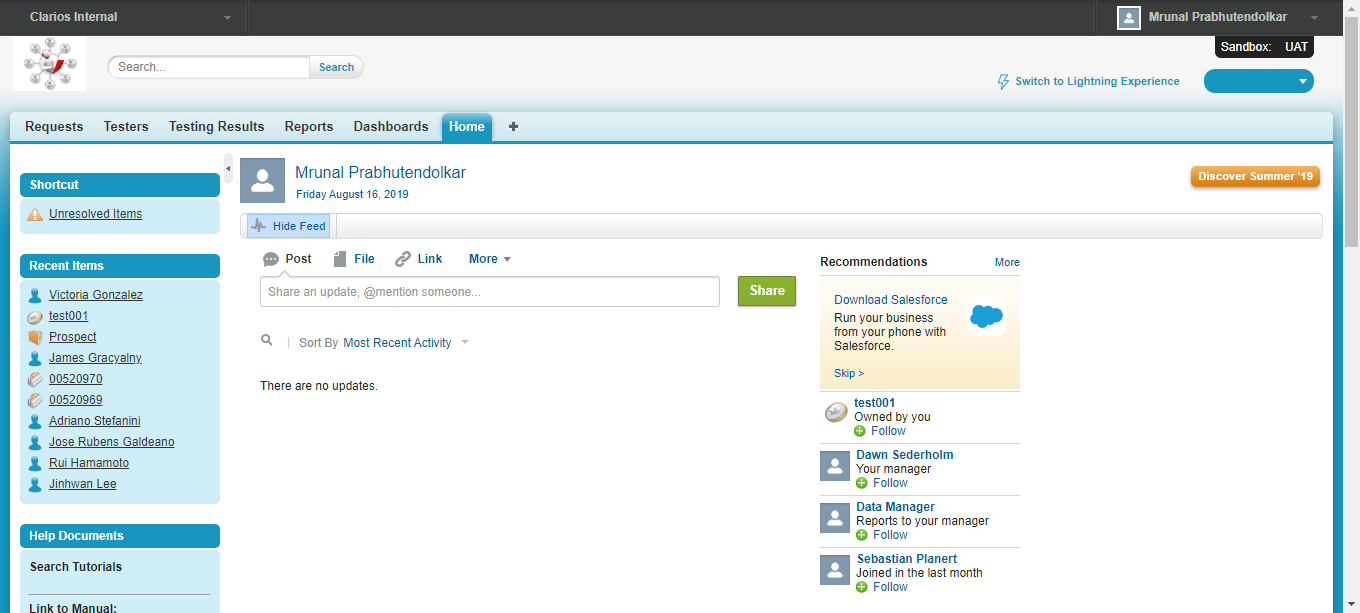 Clarios Internal
Mrunal Prabhutendolkar
Sandbox: UAT
Search...
Search
Switch to Lightning Experience
Requests
Testers
Testing Results
Reports
Dashboards
Home
Shortcut
Unresolved Items
Recent Items
Victoria Gonzalez
test001
Prospect
James Gracyalny
00520970
00520969
Adriano Stefanini
Jose Rubens Galdeano
Rui Hamamoto
Jinhwan Lee
Help Documents
Search Tutorials
Link to Manual:
Mrunal Prabhutendolkar
Friday August 16, 2019
Discover Summer '19
Hide Feed
Post
File
Link
More
Share an update, @mention someone...
Share
Sort By Most Recent Activity
There are no updates.
Recommendations
More
Download Salesforce
Run your business
from your phone with
Salesforce.
Skip >
test001
Owned by you
Follow
Dawn Sederholm
Your manager
Follow
Data Manager
Reports to your manager
Follow
Sebastian Planert
Joined in the last month
Follow